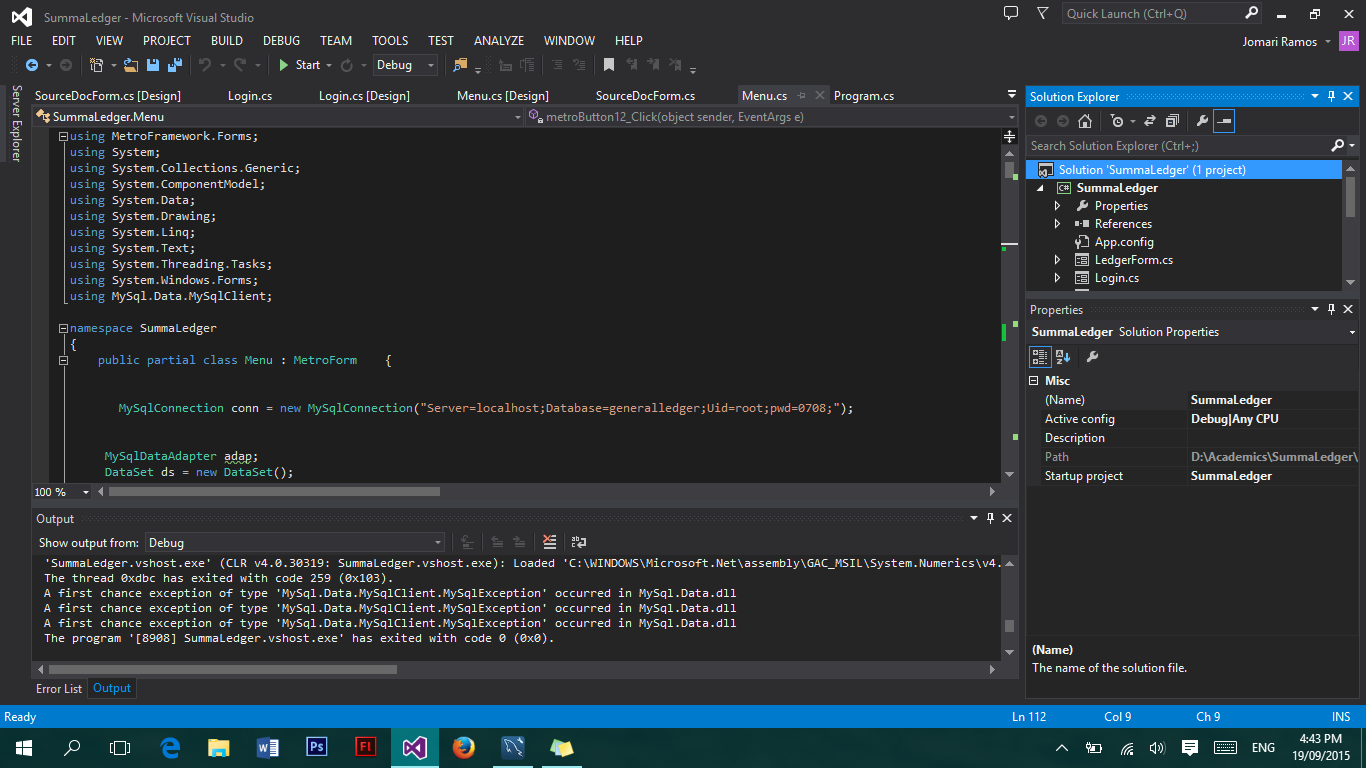 SummaLedger - Microsoft Visual Studio
Quick Launch (Ctrl+Q)
FILE EDIT VIEW PROJECT BUILD DEBUG TEAM TOOLS TEST ANALYZE WINDOW HELP
Jomari Ramos JR
Start Debug
Server Explorer
SourceDocForm.cs [Design] Login.cs Login.cs [Design] Menu.cs [Design] SourceDocForm.cs Menu.cs Program.cs
SummaLedger.Menu metroButton12_Click(object sender, EventArgs e)
using MetroFramework.Forms;
using System;
using System.Collections.Generic;
using System.ComponentModel;
using System.Data;
using System.Drawing;
using System.Linq;
using System.Text;
using System.Threading.Tasks;
using System.Windows.Forms;
using MySql.Data.MySqlClient;
namespace SummaLedger
{
public partial class Menu : MetroForm {
MySqlConnection conn = new MySqlConnection("Server=localhost;Database=generalledger;Uid=root;pwd=0708;");
MySqlDataAdapter adap;
DataSet ds = new DataSet();
100 %
Output
Show output from: Debug
'SummaLedger.vshost.exe' (CLR v4.0.30319: SummaLedger.vshost.exe): Loaded 'C:\WINDOWS\Microsoft.Net\assembly\GAC_MSIL\System.Numerics\v4.
The thread 0xdbc has exited with code 259 (0x103).
A first chance exception of type 'MySql.Data.MySqlClient.MySqlException' occurred in MySql.Data.dll
A first chance exception of type 'MySql.Data.MySqlClient.MySqlException' occurred in MySql.Data.dll
A first chance exception of type 'MySql.Data.MySqlClient.MySqlException' occurred in MySql.Data.dll
The program '[8908] SummaLedger.vshost.exe' has exited with code 0 (0x0).
Error List Output
Solution Explorer
Search Solution Explorer (Ctrl+;)
Solution 'SummaLedger' (1 project)
C# SummaLedger
Properties
References
App.config
LedgerForm.cs
Login.cs
Properties
SummaLedger Solution Properties
Misc
(Name) SummaLedger
Active config Debug|Any CPU
Description
Path D:\Academics\SummaLedger\
Startup project SummaLedger
(Name)
The name of the solution file.
Ready Ln 112 Col 9 Ch 9 INS
ENG
4:43 PM
19/09/2015